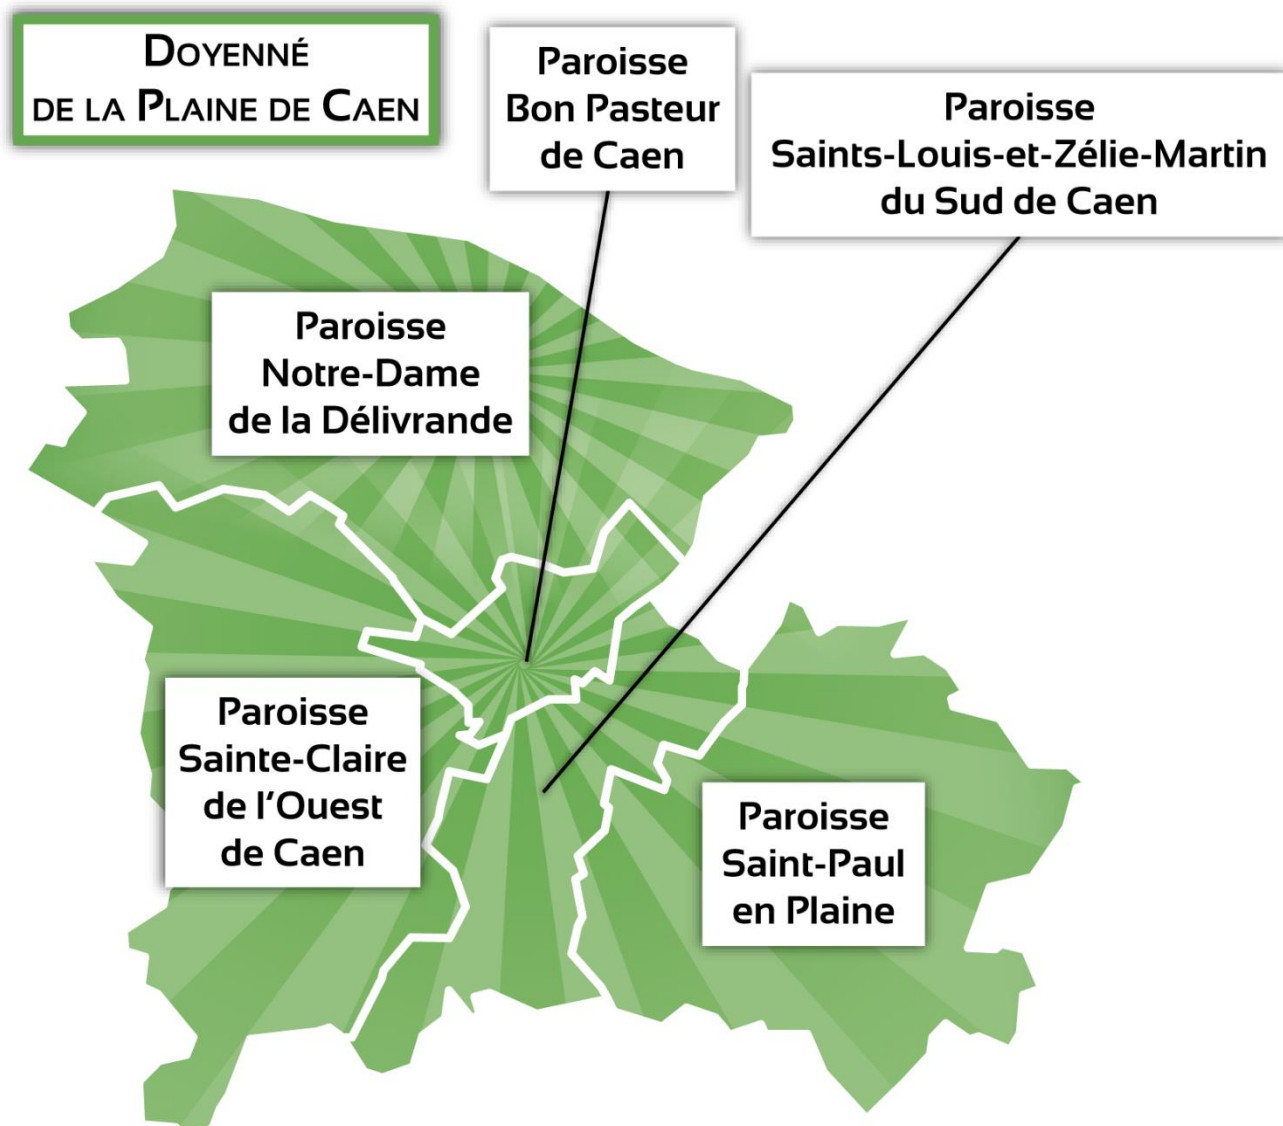 DOYENNÉ
DE LA PLAINE DE CAEN
Paroisse
Bon Pasteur
de Caen
Paroisse
Saints-Louis-et-Zélie-Martin
du Sud de Caen
Paroisse
Notre-Dame
de la Délivrande
Paroisse
Sainte-Claire
de l'Ouest
de Caen
Paroisse
Saint-Paul
en Plaine